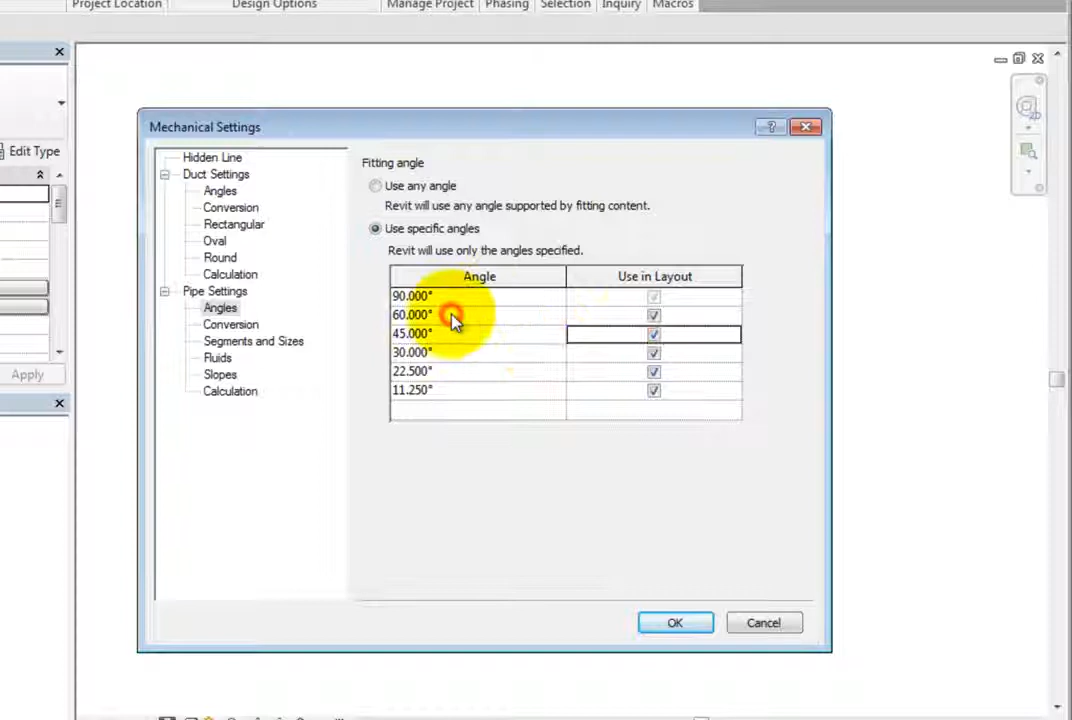 Project Location Design Options Manage Project Phasing Selection Inquiry Macros
Edit Type
Apply
Mechanical Settings
Hidden Line
Duct Settings
Angles
Conversion
Rectangular
Oval
Round
Calculation
Pipe Settings
Angles
Conversion
Segments and Sizes
Fluids
Slopes
Calculation
Fitting angle
Use any angle
Revit will use any angle supported by fitting content.
Use specific angles
Revit will use only the angles specified.
Angle Use in Layout
90.000°
60.000°
45.000°
30.000°
22.500°
11.250°
OK Cancel